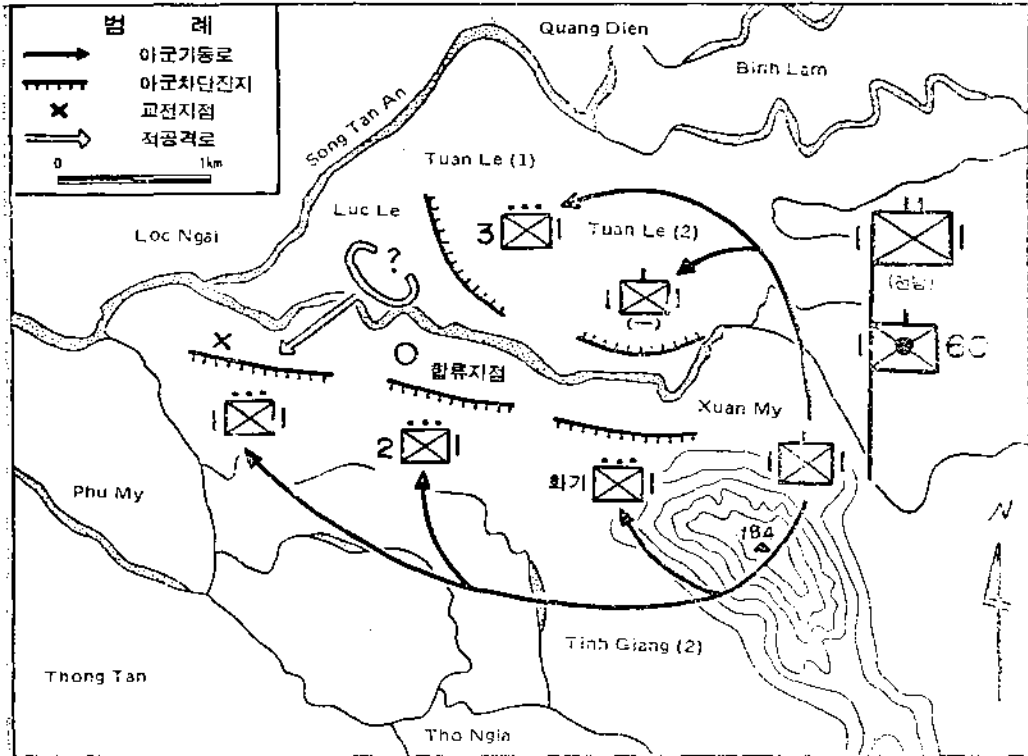 범 례
아군기동로
아군차단진지
교전지점
적공격로
0 1km
Quang Dien
Binh Lam
Song Tan An
Tuan Le (1)
Luc Le
Loc Ngai
3
Tuan Le (2)
?
(전방)
(一)
60
합류지점
Xuan My
2
화기
Phu My
184
N
Tinh Giang (2)
Thong Tan
Tho Ngia